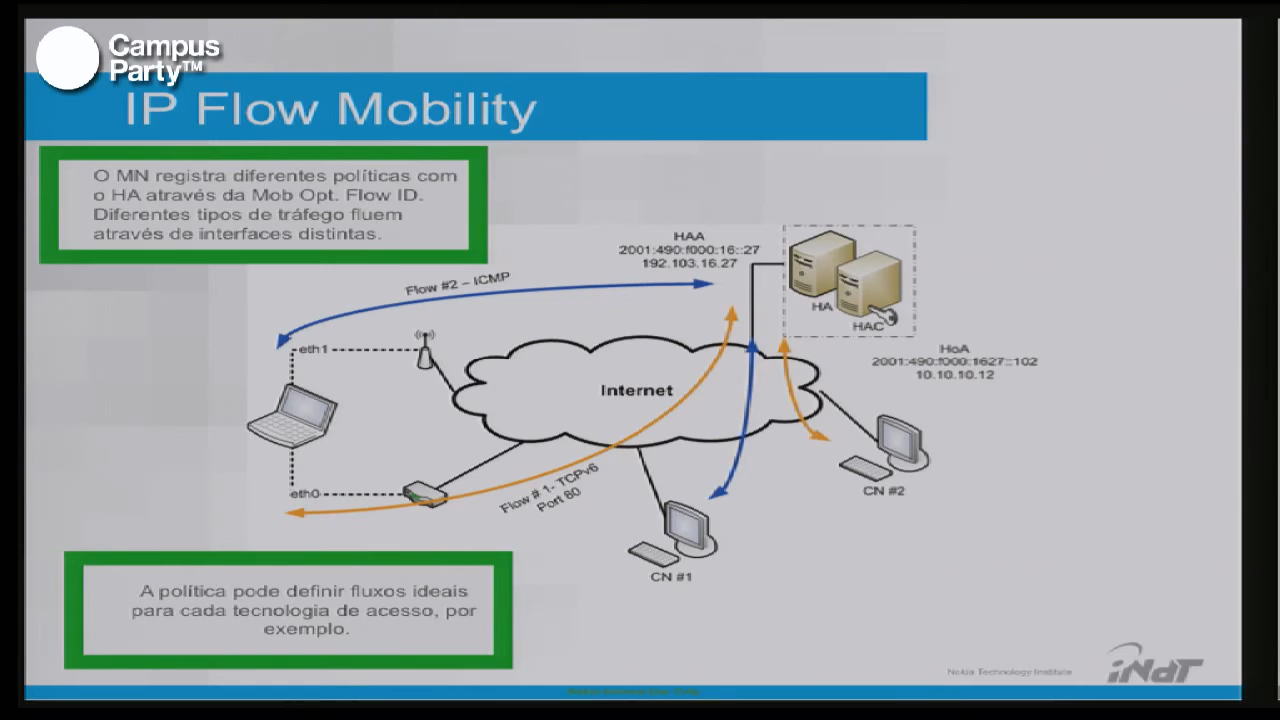 Campus
Party™
IP Flow Mobility
O MN registra diferentes políticas com
o HA através da Mob Opt. Flow ID.
Diferentes tipos de tráfego fluem
através de interfaces distintas.
HAA
2001:490:f000:16::27
192.103.16.27
Flow #2 – ICMP
HA
HAC
eth1
HoA
2001:490:f000:1627::102
10.10.10.12
Internet
eth0
Flow # 1- TCPv6
Port 80
CN #2
CN #1
A política pode definir fluxos ideais
para cada tecnologia de acesso, por
exemplo.
Nokia Technology Institute
iNdT